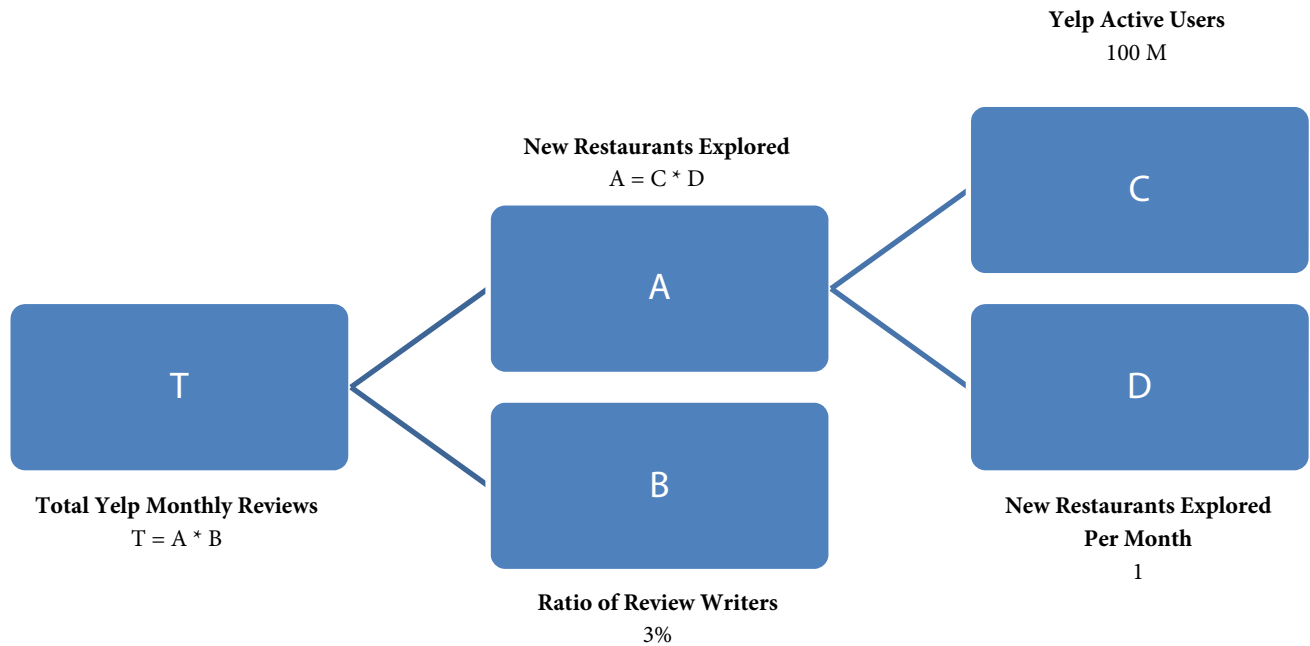 Yelp Active Users
100 M
C
New Restaurants Explored
A = C * D
A
T
Total Yelp Monthly Reviews
T = A * B
B
Ratio of Review Writers
3%
D
New Restaurants Explored
Per Month
1